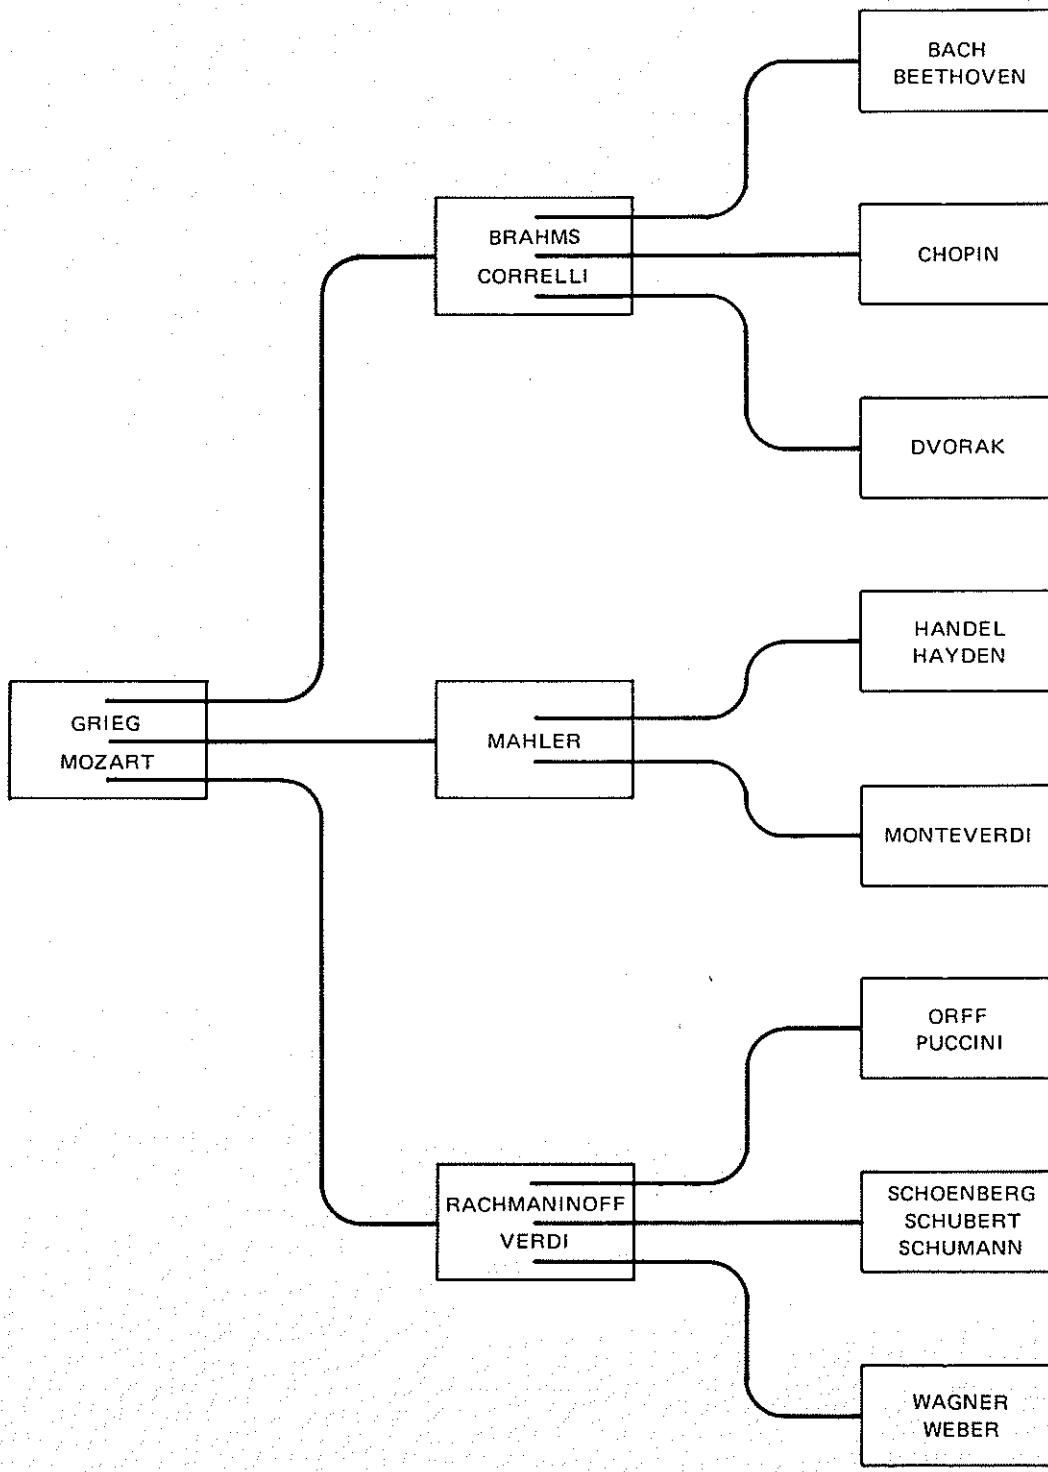 BACH
BEETHOVEN
BRAHMS
CORRELLI
CHOPIN
DVORAK
HANDEL
HAYDEN
GRIEG
MOZART
MAHLER
MONTEVERDI
ORFF
PUCCINI
RACHMANINOFF
VERDI
SCHOENBERG
SCHUBERT
SCHUMANN
WAGNER
WEBER